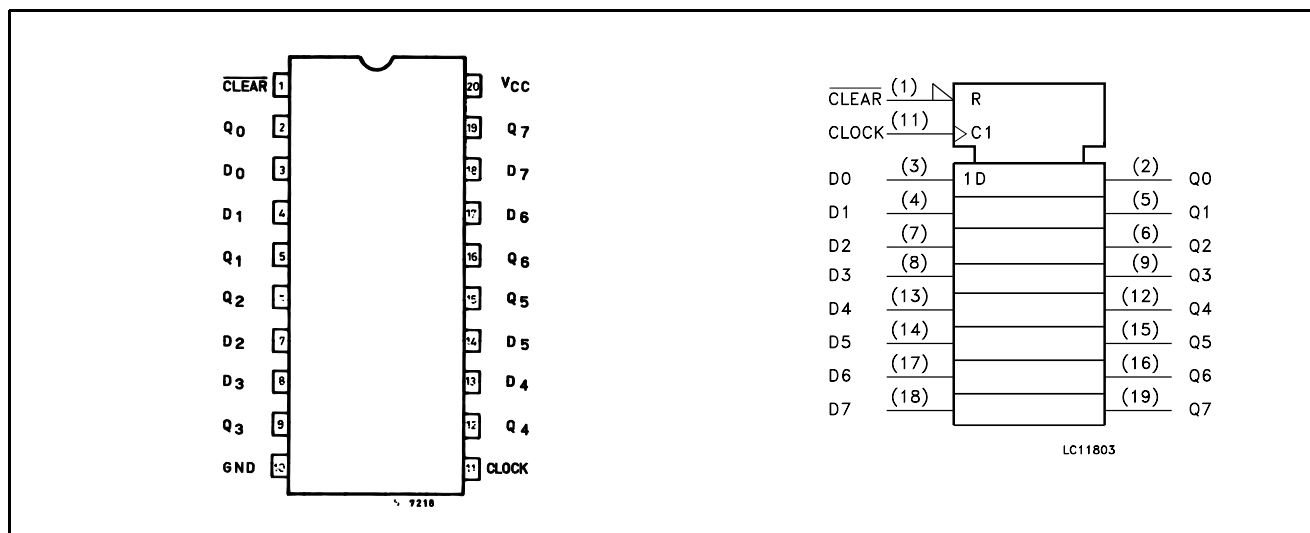 CLEAR 1 20 VCC
Q0 2 19 Q7
D0 3 18 D7
D1 4 17 D6
Q1 5 16 Q6
Q2 15 Q5
D2 7 14 D5
D3 8 13 D4
Q3 9 12 Q4
GND 10 11 CLOCK
7218
CLEAR (1) R
CLOCK (11) C1
D0 (3) 1D (2) Q0
D1 (4) (5) Q1
D2 (7) (6) Q2
D3 (8) (9) Q3
D4 (13) (12) Q4
D5 (14) (15) Q5
D6 (17) (16) Q6
D7 (18) (19) Q7
LC11803